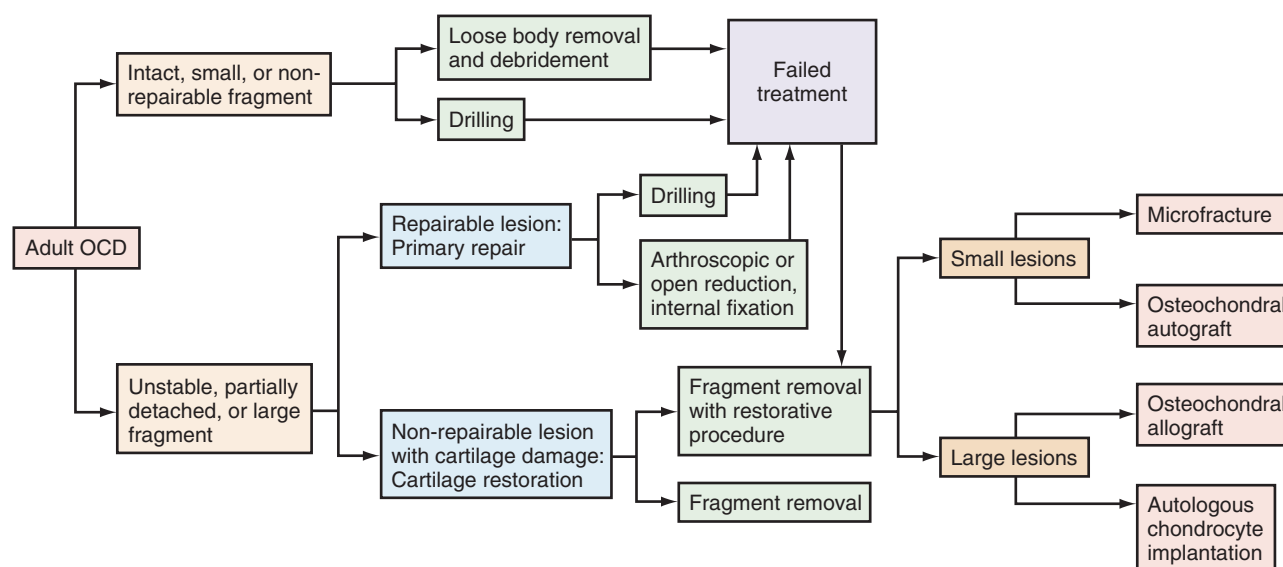 Adult OCD
Intact, small, or non-
repairable fragment
Loose body removal
and debridement
Drilling
Failed
treatment
Unstable, partially
detached, or large
fragment
Repairable lesion:
Primary repair
Drilling
Arthroscopic or
open reduction,
internal fixation
Non-repairable lesion
with cartilage damage:
Cartilage restoration
Fragment removal
with restorative
procedure
Fragment removal
Small lesions
Microfracture
Osteochondral
autograft
Large lesions
Osteochondral
allograft
Autologous
chondrocyte
implantation